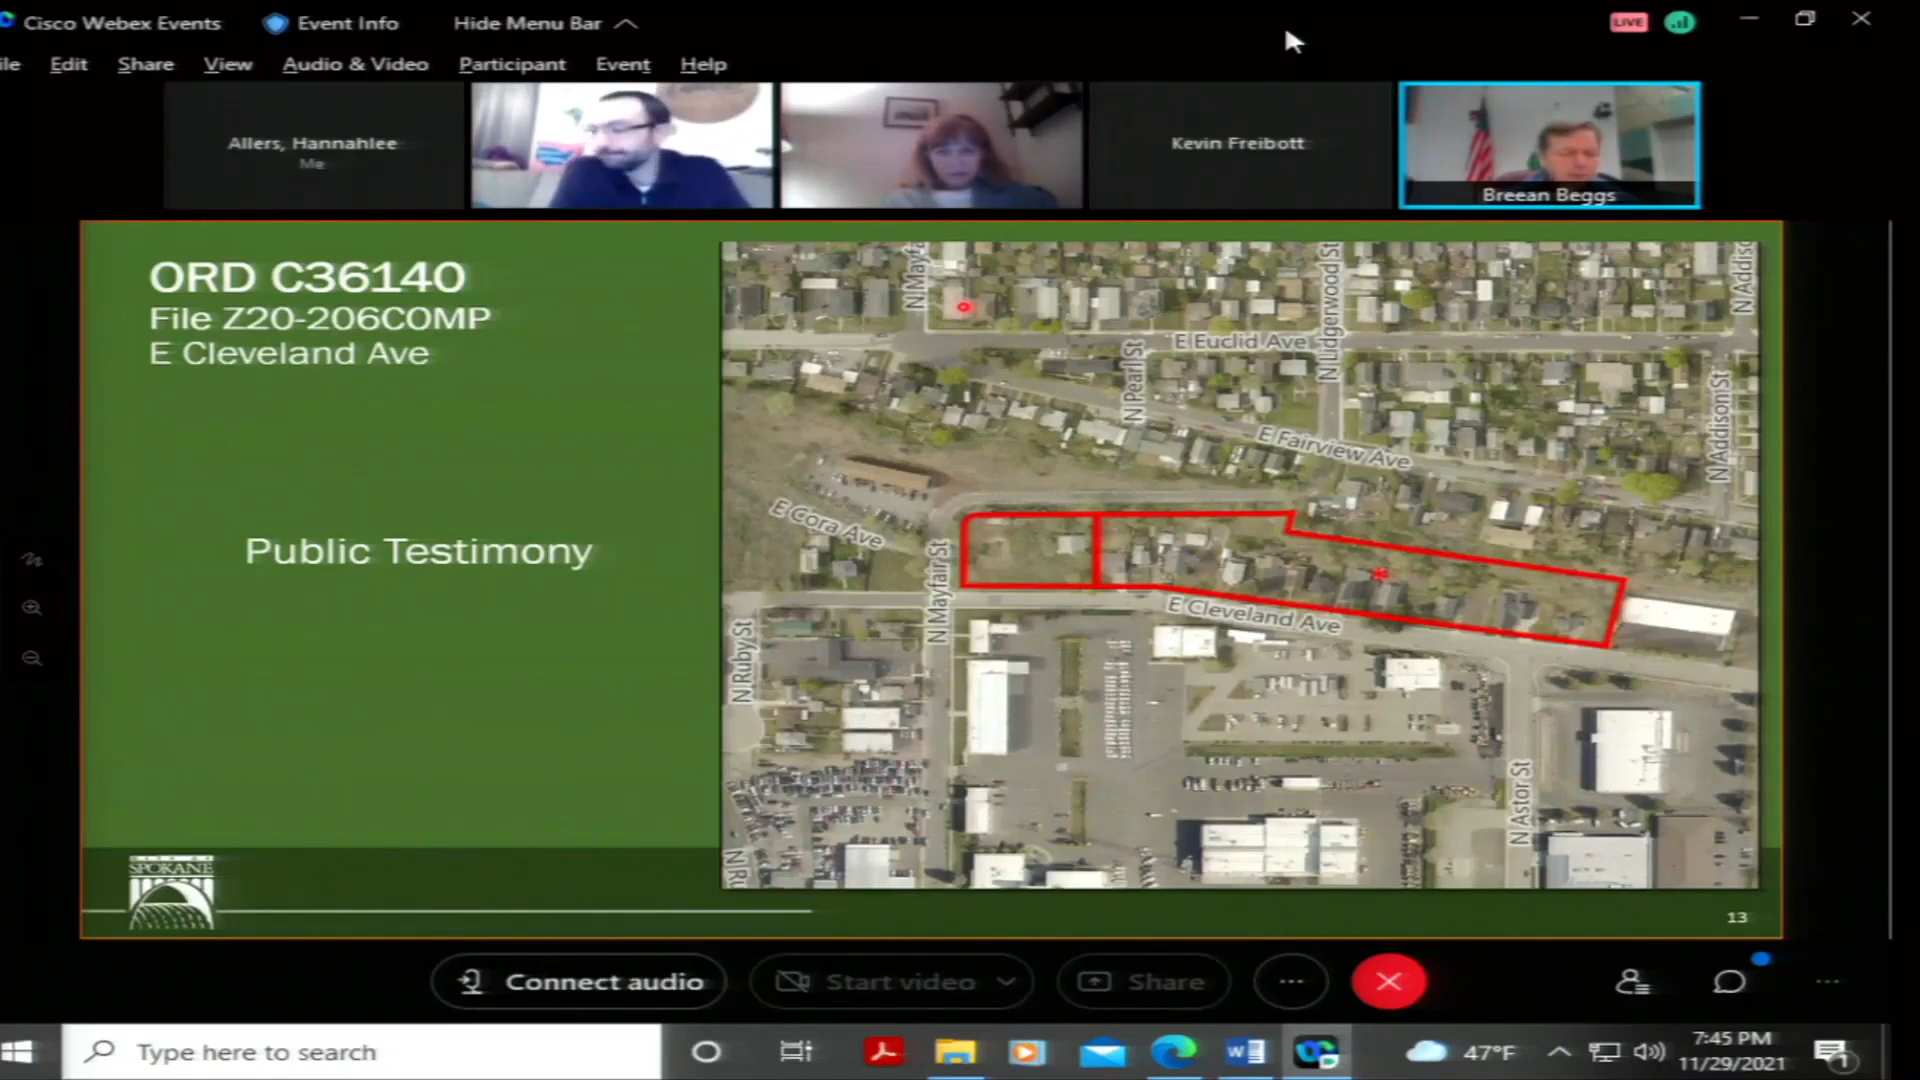 Cisco Webex Events
Event Info
Hide Menu Bar
LIVE
Edit
Share
View
Audio & Video
Participant
Event
Help
Allers, Hannahlee
Me
Kevin Freibott
Breean Beggs
ORD C36140
File Z20-206COMP
E Cleveland Ave
Public Testimony
N Lidgerwood St
E Euclid Ave
N Pearl St
N Addison St
E Fairview Ave
E Cora Ave
N Mayfair St
E Cleveland Ave
N Ruby St
N Astor St
CITY OF
SPOKANE
13
Connect audio
Start video
Share
Type here to search
47°F
7:45 PM
11/29/2021
1